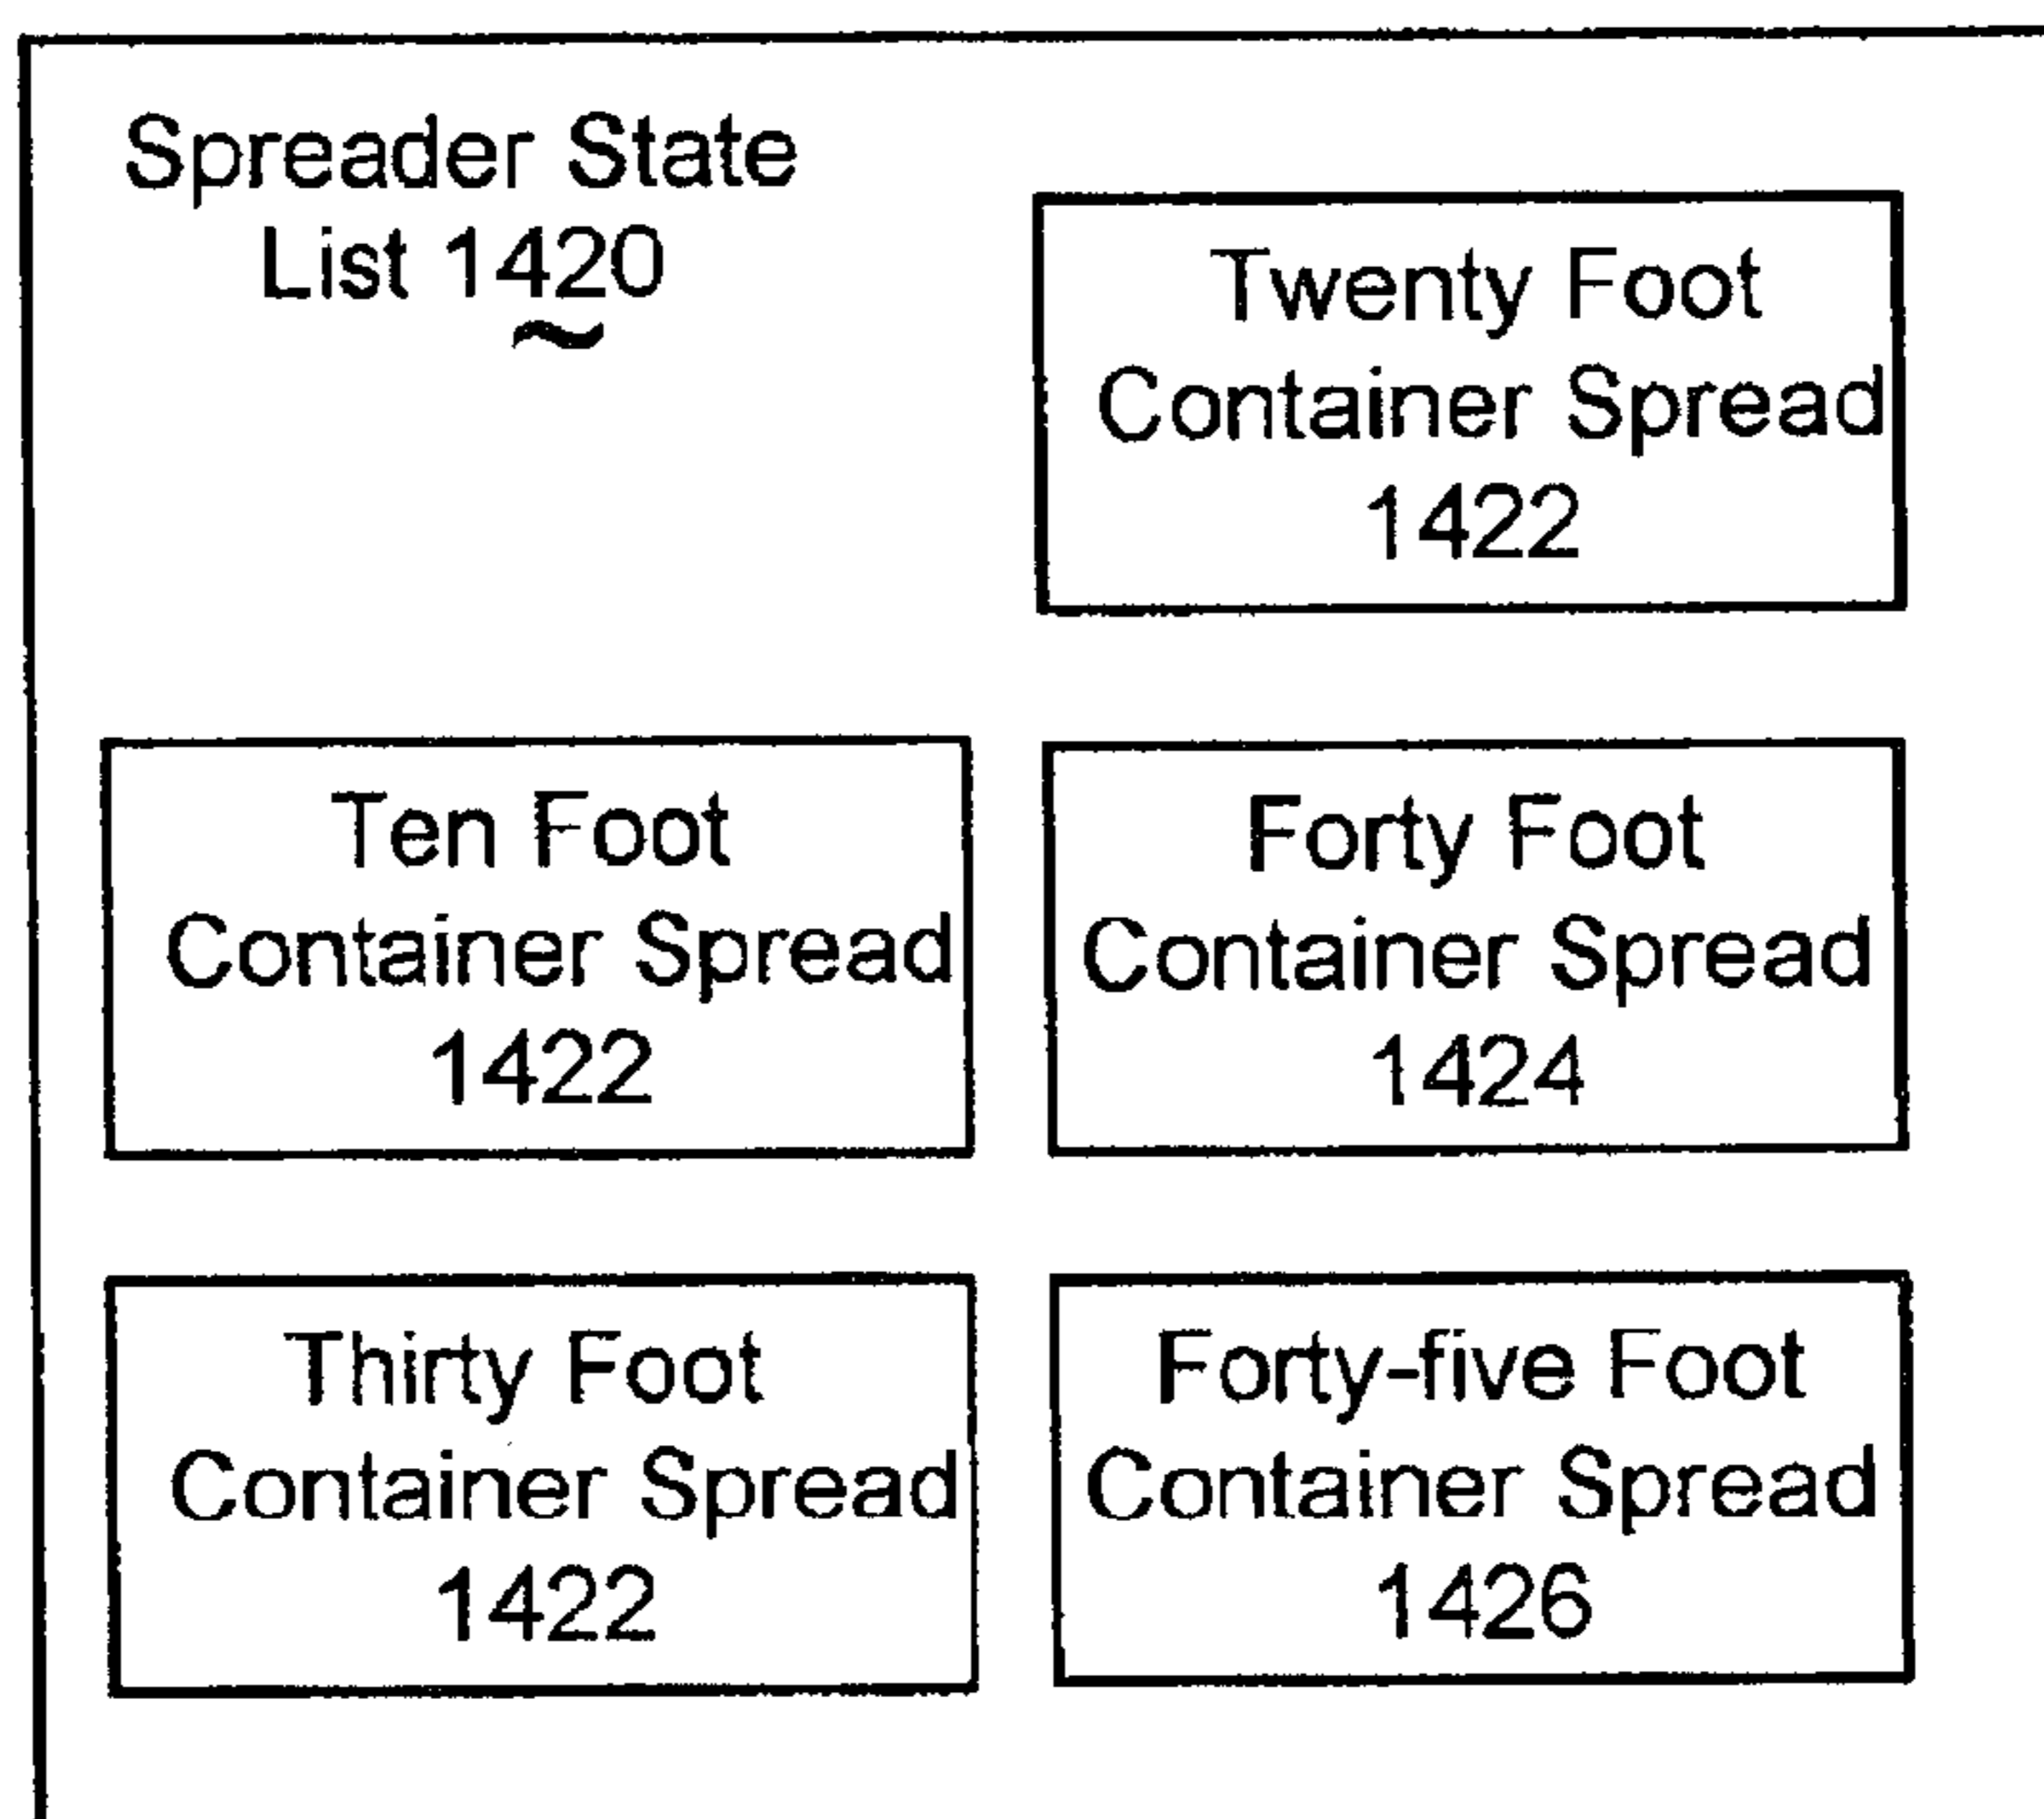 Spreader State
List 1420
Twenty Foot
Container Spread
1422
Ten Foot
Container Spread
1422
Forty Foot
Container Spread
1424
Thirty Foot
Container Spread
1422
Forty-five Foot
Container Spread
1426